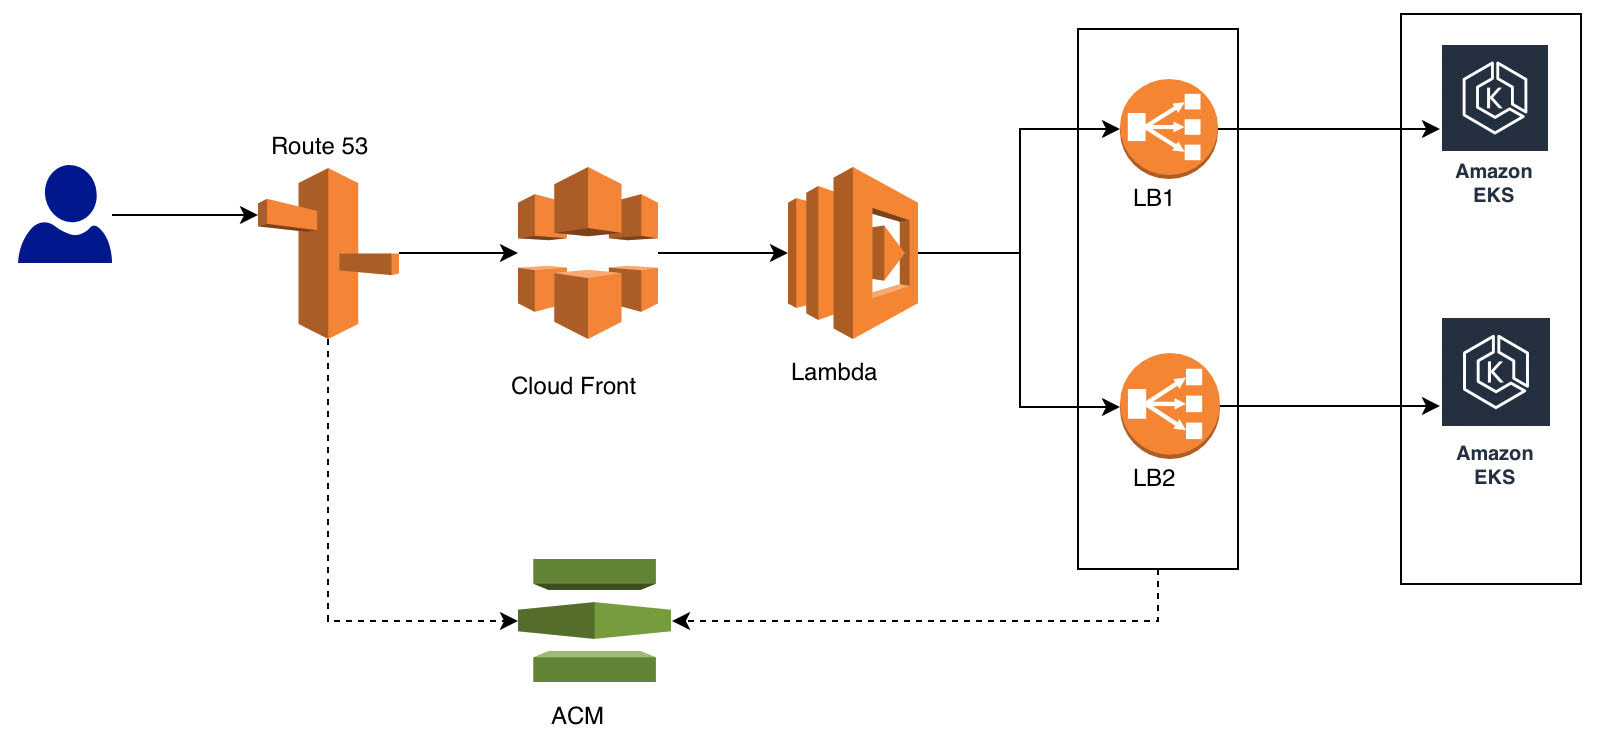 Route 53
Cloud Front
Lambda
LB1
LB2
K
Amazon
EKS
K
Amazon
EKS
ACM